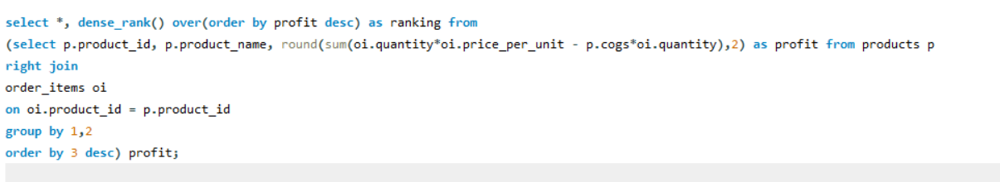 select *, dense_rank() over(order by profit desc) as ranking from
(select p.product_id, p.product_name, round(sum(oi.quantity*oi.price_per_unit - p.cogs*oi.quantity),2) as profit from products p
right join
order_items oi
on oi.product_id = p.product_id
group by 1,2
order by 3 desc) profit;